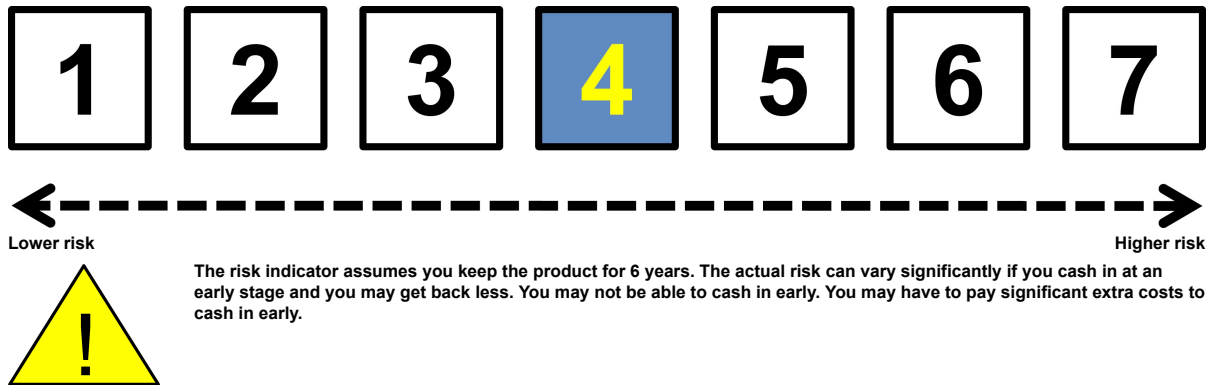 1 2 3 4 5 6 7
Lower risk Higher risk
The risk indicator assumes you keep the product for 6 years. The actual risk can vary significantly if you cash in at an
early stage and you may get back less. You may not be able to cash in early. You may have to pay significant extra costs to
cash in early.
!